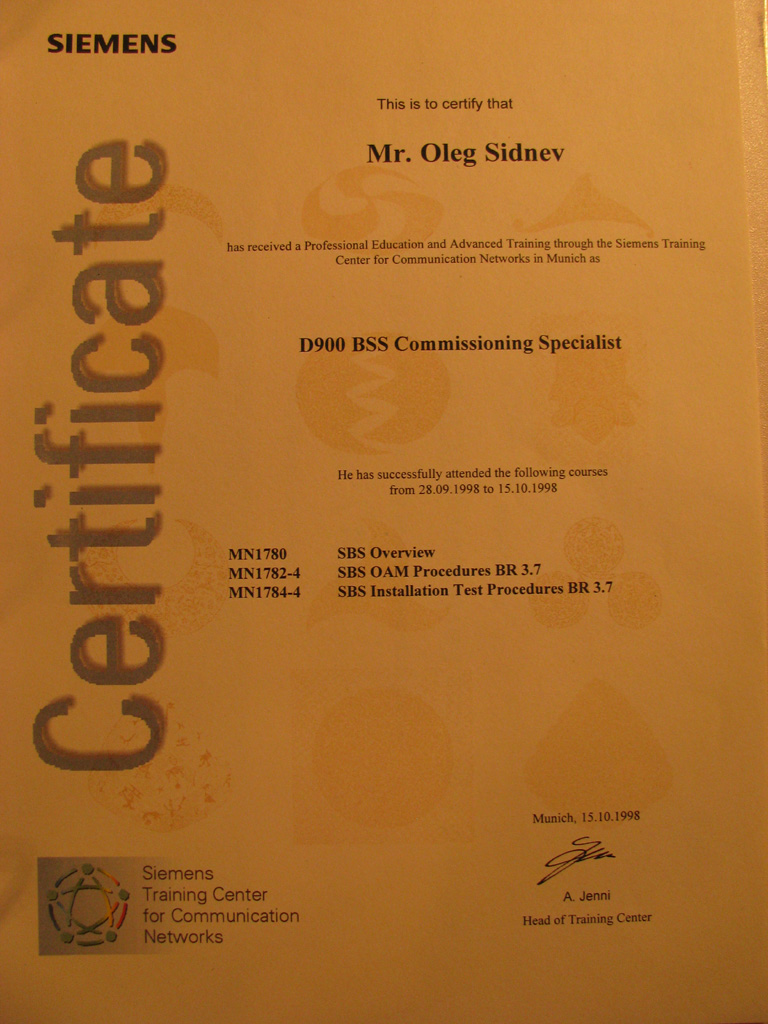 SIEMENS
This is to certify that
Mr. Oleg Sidnev
Certificate
has received a Professional Education and Advanced Training through the Siemens Training
Center for Communication Networks in Munich as
D900 BSS Commissioning Specialist
He has successfully attended the following courses
from 28.09.1998 to 15.10.1998
MN1780 SBS Overview
MN1782-4 SBS OAM Procedures BR 3.7
MN1784-4 SBS Installation Test Procedures BR 3.7
Munich, 15.10.1998
A. Jenni
Head of Training Center
Siemens
Training Center
for Communication
Networks